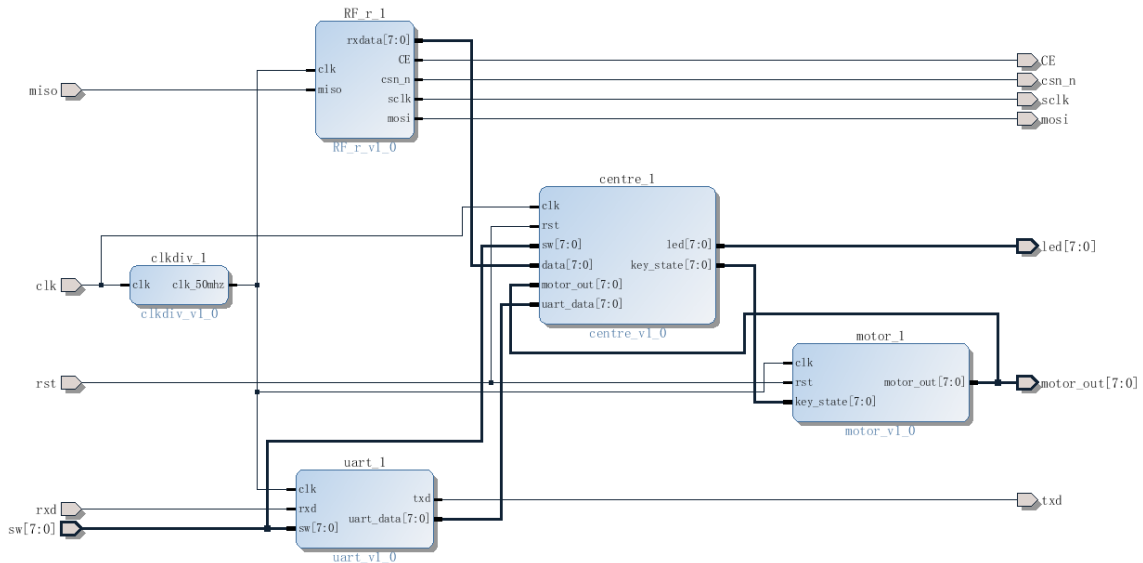 RF_r_1
rxdata[7:0]
CE
CE
clk
csn_n
csn_n
miso
miso
sclk
sclk
mosi
mosi
RF_r_v1_0
centre_1
clk
rst
sw[7:0]
led[7:0]
led[7:0]
clkdiv_1
data[7:0]
key_state[7:0]
clk
clk
clk_50mhz
motor_out[7:0]
uart_data[7:0]
clkdiv_v1_0
centre_v1_0
motor_1
clk
rst
rst
motor_out[7:0]
motor_out[7:0]
key_state[7:0]
motor_v1_0
uart_1
clk
txd
txd
rxd
rxd
uart_data[7:0]
sw[7:0]
sw[7:0]
uart_v1_0